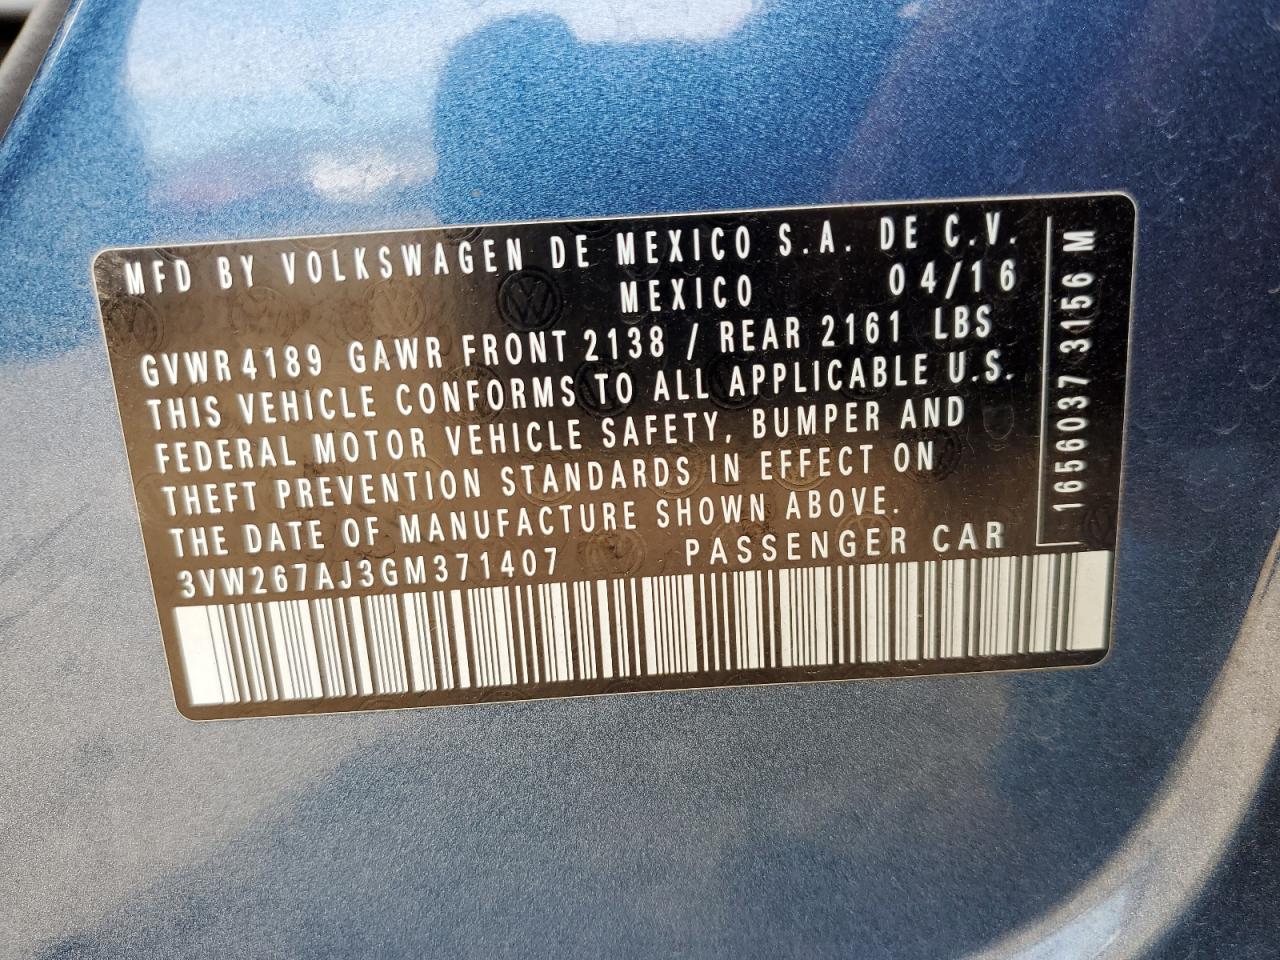 MFD BY VOLKSWAGEN DE MEXICO S.A. DE C.V.
MEXICO 04/16
GVWR 4189 GAWR FRONT 2138 / REAR 2161 LBS
THIS VEHICLE CONFORMS TO ALL APPLICABLE U.S.
FEDERAL MOTOR VEHICLE SAFETY, BUMPER AND
THEFT PREVENTION STANDARDS IN EFFECT ON
THE DATE OF MANUFACTURE SHOWN ABOVE.
3VW267AJ3GM371407 PASSENGER CAR
1656037 3156 M